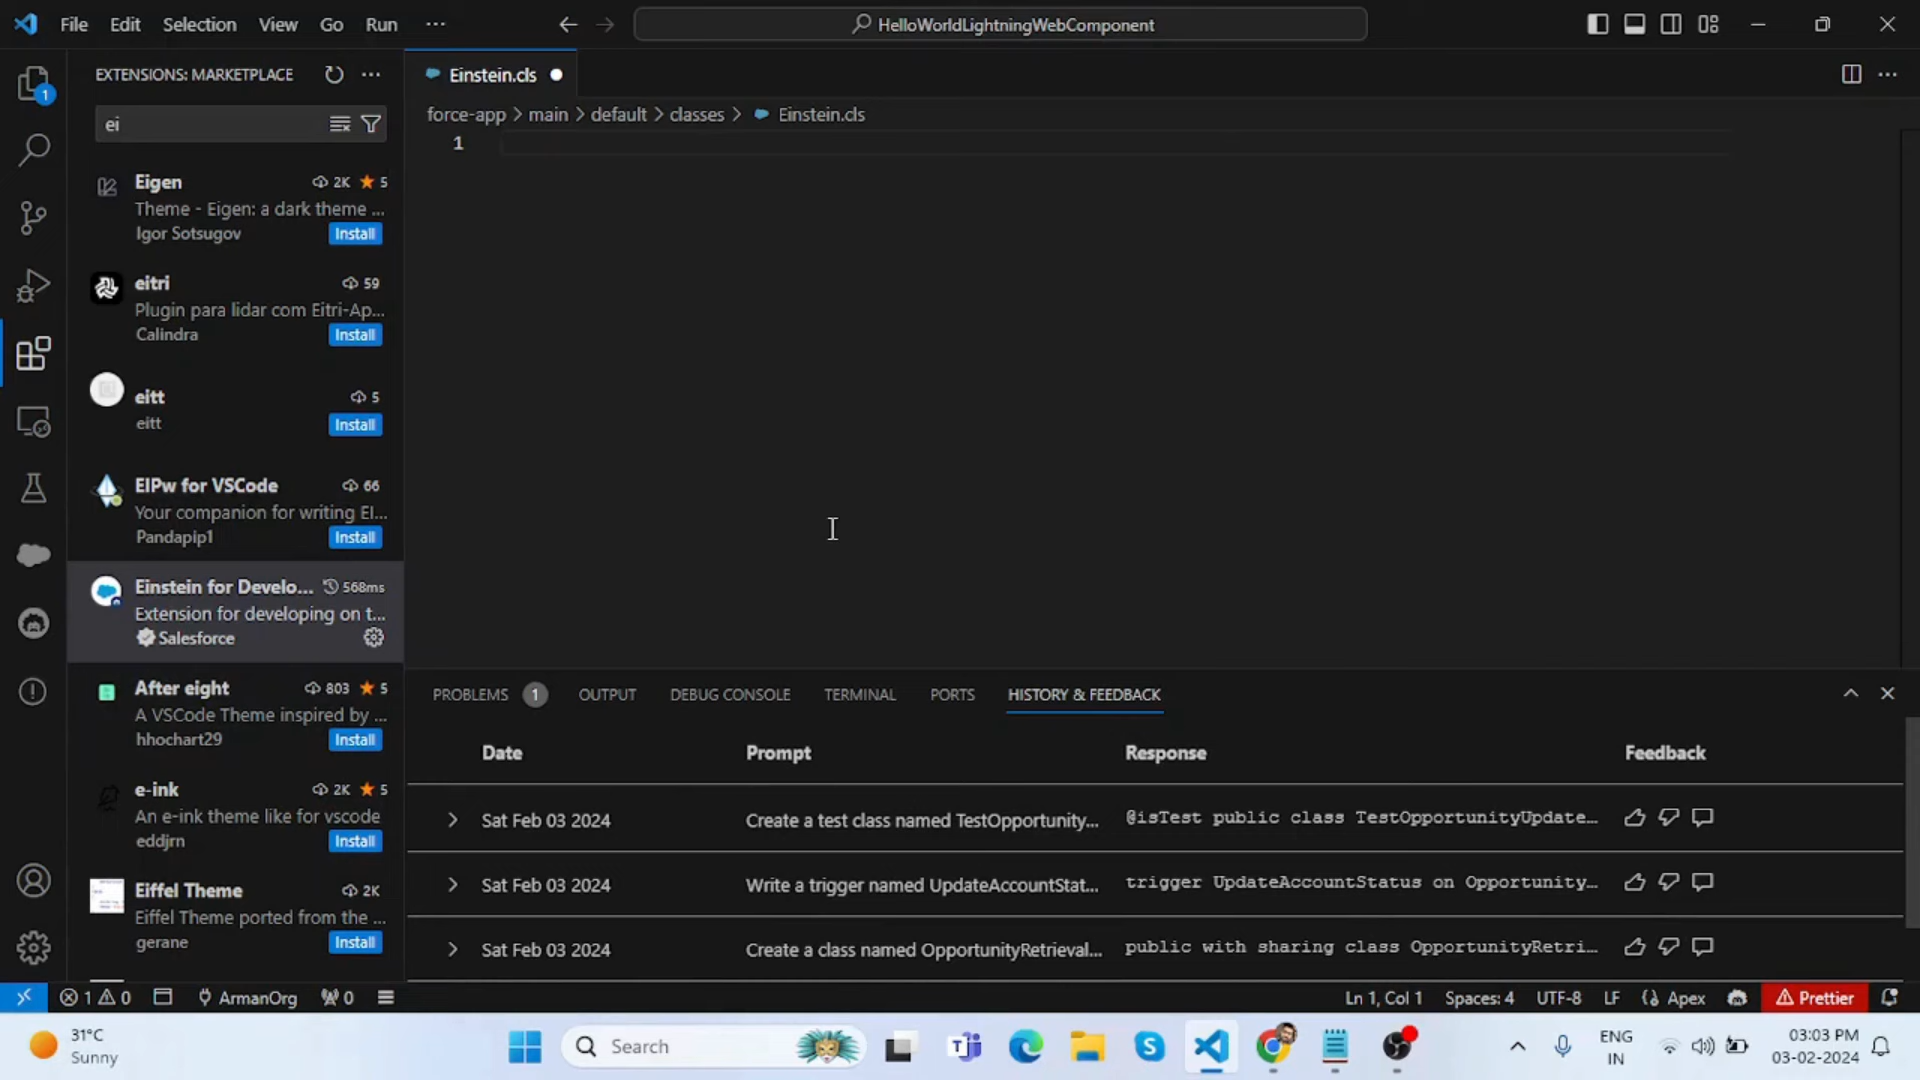 File Edit Selection View Go Run ···
HelloWorldLightningWebComponent
EXTENSIONS: MARKETPLACE
ei
Eigen 2K 5
Theme - Eigen: a dark theme ...
Igor Sotsugov Install
eitri 59
Plugin para lidar com Eitri-Ap...
Calindra Install
eitt 5
eitt Install
EIPw for VSCode 66
Your companion for writing EI...
Pandapip1 Install
Einstein for Develo... 568ms
Extension for developing on t...
Salesforce
After eight 803 5
A VSCode Theme inspired by ...
hhochart29 Install
e-ink 2K 5
An e-ink theme like for vscode
eddjrn Install
Eiffel Theme 2K
Eiffel Theme ported from the ...
gerane Install
1
Einstein.cls
force-app > main > default > classes > Einstein.cls
1
PROBLEMS 1 OUTPUT DEBUG CONSOLE TERMINAL PORTS HISTORY & FEEDBACK
Date Prompt Response Feedback
Sat Feb 03 2024 Create a test class named TestOpportunity... @isTest public class TestOpportunityUpdate...
Sat Feb 03 2024 Write a trigger named UpdateAccountStat... trigger UpdateAccountStatus on Opportunity...
Sat Feb 03 2024 Create a class named OpportunityRetrieval... public with sharing class OpportunityRetri...
1 0 ArmanOrg 0 Ln 1, Col 1 Spaces: 4 UTF-8 LF Apex Prettier
31°C
Sunny
Search
ENG
IN
03:03 PM
03-02-2024